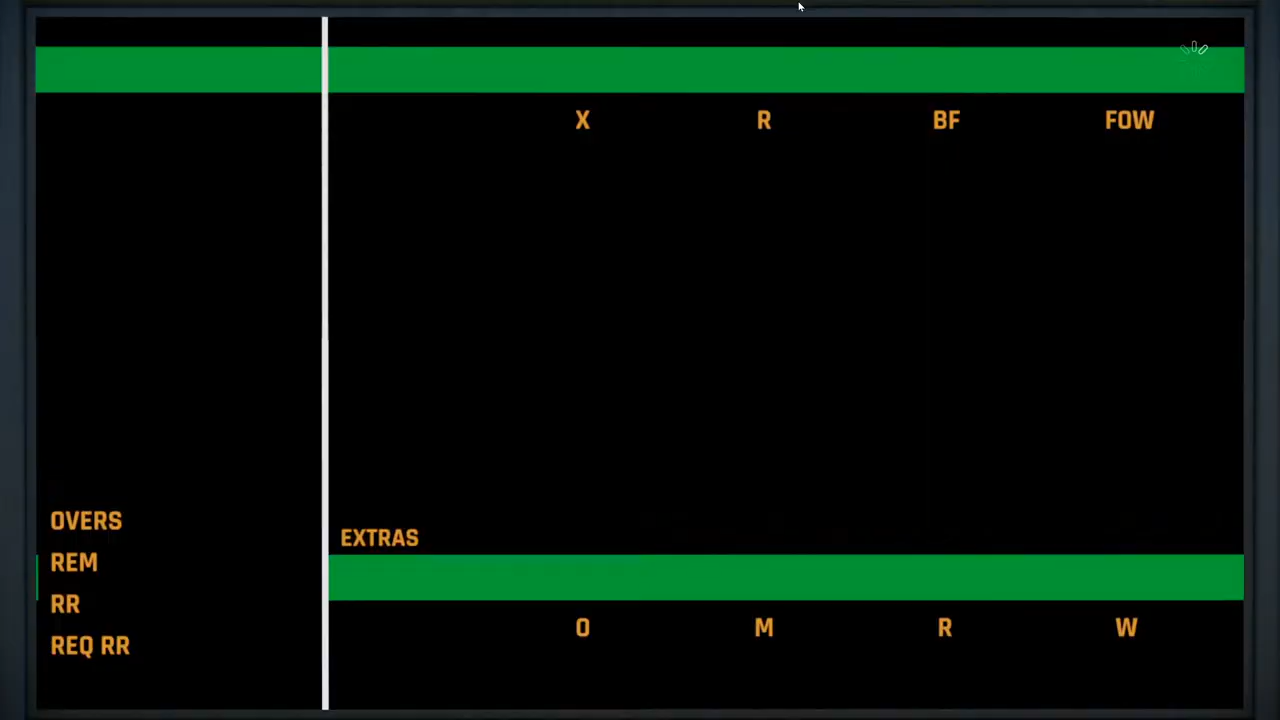 X R BF FOW
OVERS
REM
RR
REQ RR
EXTRAS
O M R W